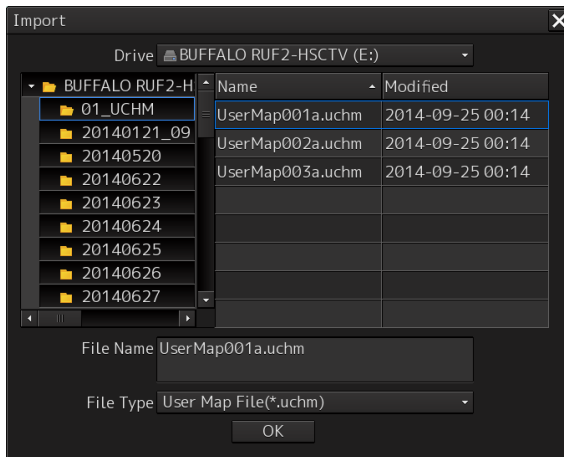 Import
Drive BUFFALO RUF2-HSCTV (E:)
BUFFALO RUF2-H
01_UCHM
20140121_09
20140520
20140622
20140623
20140624
20140625
20140626
20140627
Name Modified
UserMap001a.uchm 2014-09-25 00:14
UserMap002a.uchm 2014-09-25 00:14
UserMap003a.uchm 2014-09-25 00:14
File Name UserMap001a.uchm
File Type User Map File(*.uchm)
OK